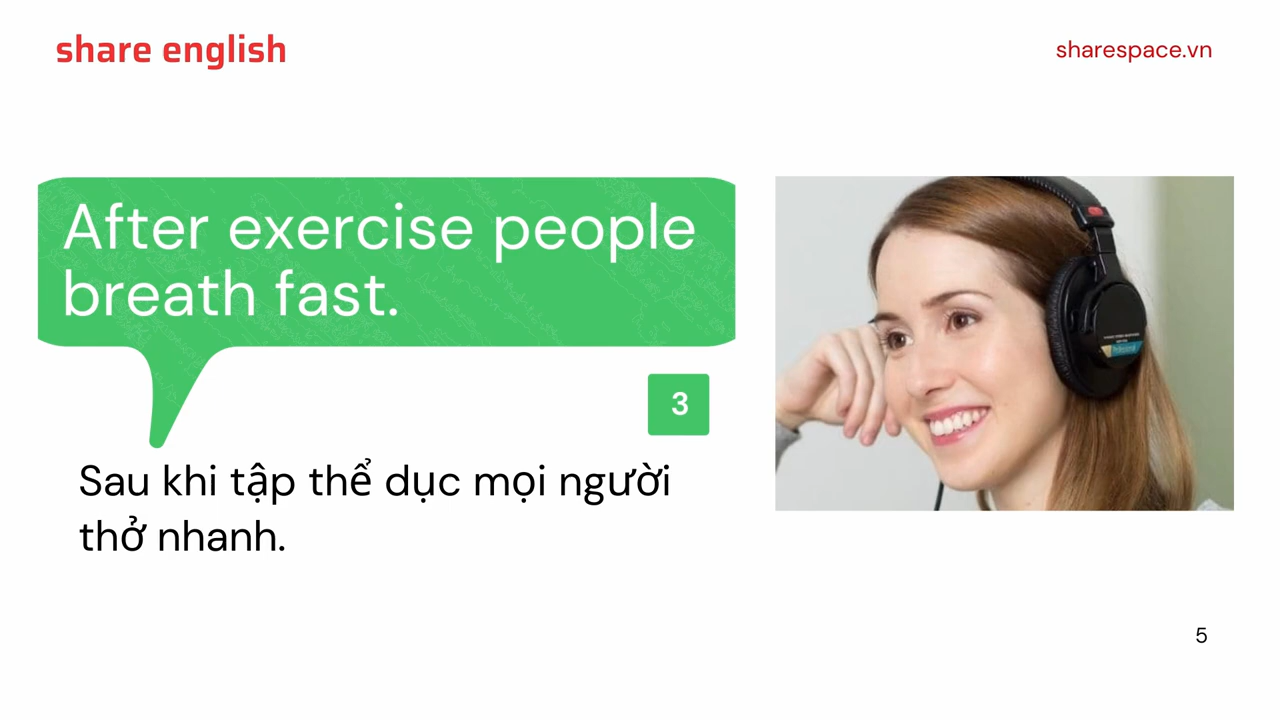 share english
sharespace.vn
After exercise people
breath fast.
3
Sau khi tập thể dục mọi người
thở nhanh.
5